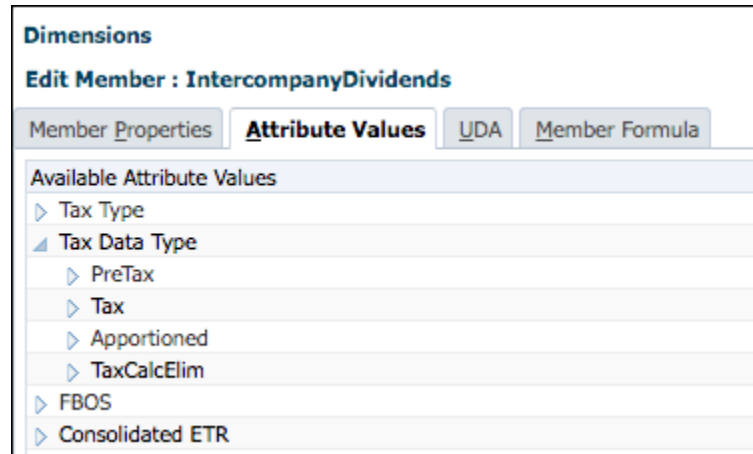 Dimensions
Edit Member : IntercompanyDividends
Member Properties Attribute Values UDA Member Formula
Available Attribute Values
Tax Type
Tax Data Type
PreTax
Tax
Apportioned
TaxCalcElim
FBOS
Consolidated ETR